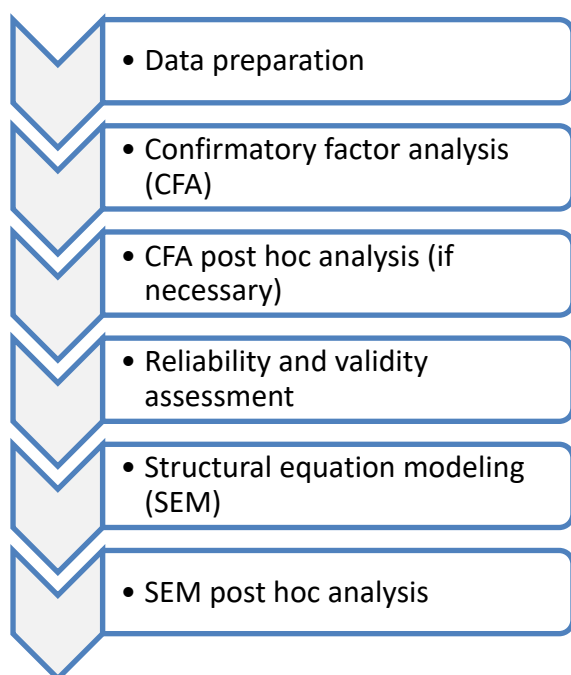 • Data preparation
• Confirmatory factor analysis
(CFA)
• CFA post hoc analysis (if
necessary)
• Reliability and validity
assessment
• Structural equation modeling
(SEM)
• SEM post hoc analysis